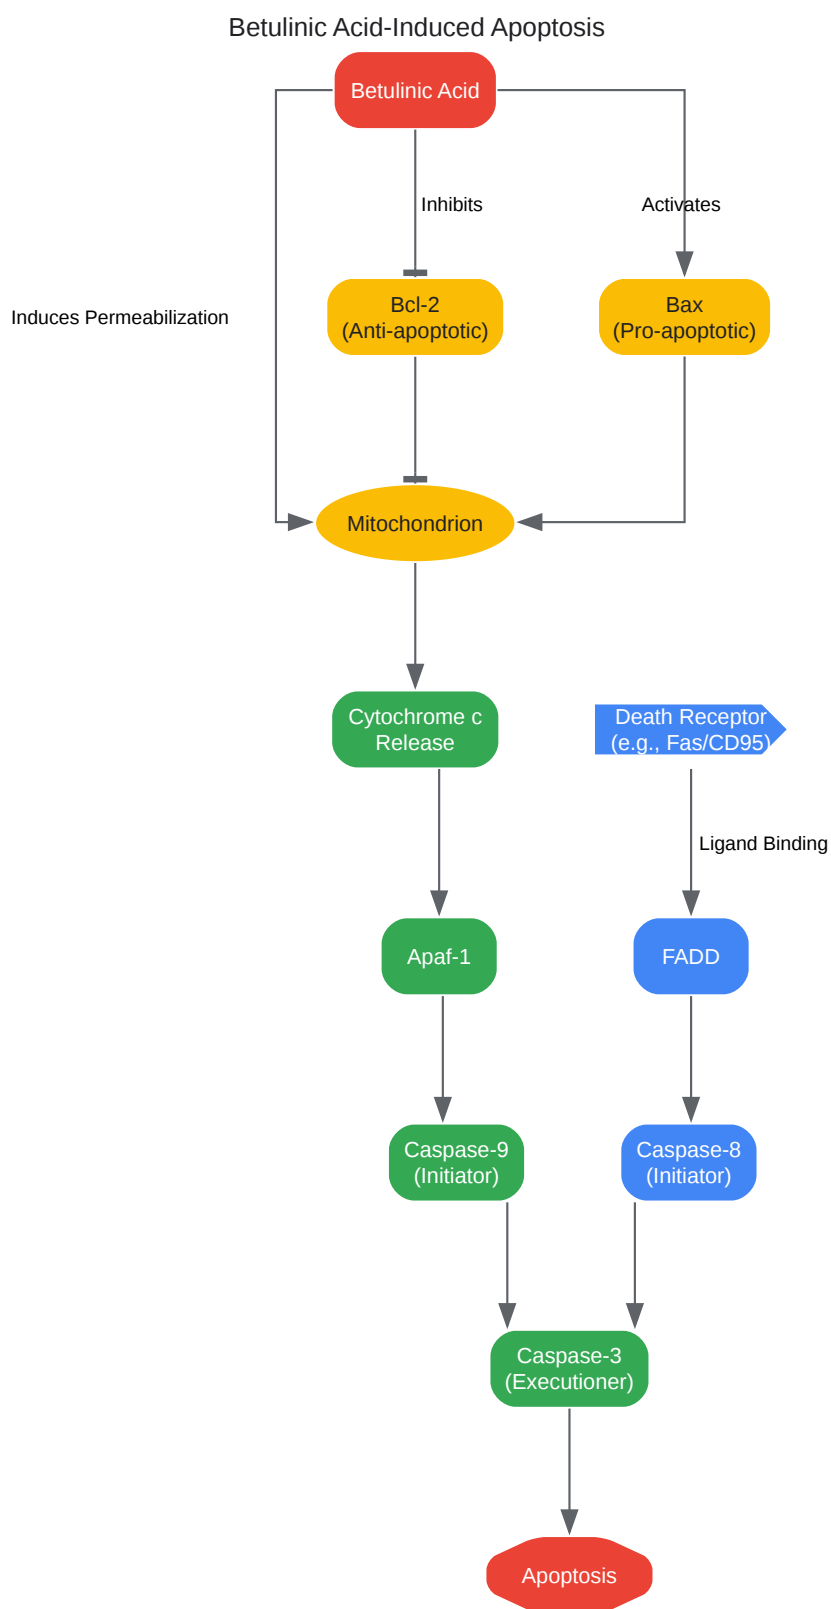 Betulinic Acid-Induced Apoptosis
Betulinic Acid
Inhibits
Activates
Bcl-2
(Anti-apoptotic)
Bax
(Pro-apoptotic)
Induces Permeabilization
Mitochondrion
Cytochrome c
Release
Death Receptor
(e.g., Fas/CD95)
Ligand Binding
Apaf-1
FADD
Caspase-9
(Initiator)
Caspase-8
(Initiator)
Caspase-3
(Executioner)
Apoptosis